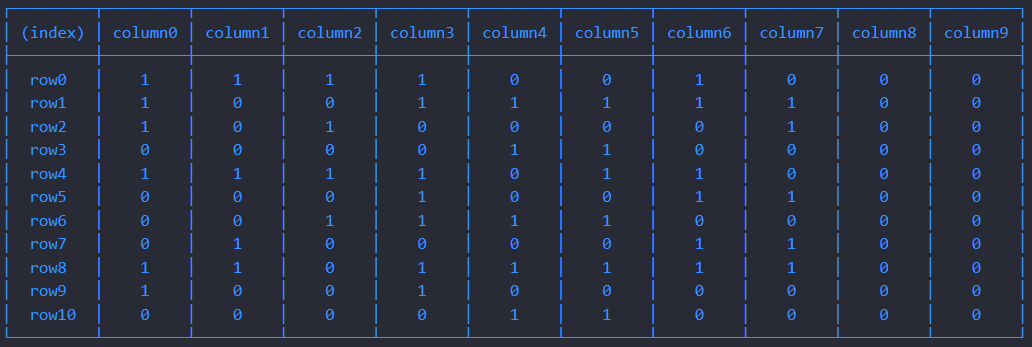 (index) column0 column1 column2 column3 column4 column5 column6 column7 column8 column9
row0 1 1 1 1 0 0 1 0 0 0
row1 1 0 0 1 1 1 1 1 0 0
row2 1 0 1 0 0 0 0 1 0 0
row3 0 0 0 0 1 1 0 0 0 0
row4 1 1 1 1 0 1 1 0 0 0
row5 0 0 0 1 0 0 1 1 0 0
row6 0 0 1 1 1 1 0 0 0 0
row7 0 1 0 0 0 0 1 1 0 0
row8 1 1 0 1 1 1 1 1 0 0
row9 1 0 0 1 0 0 0 0 0 0
row10 0 0 0 0 1 1 0 0 0 0